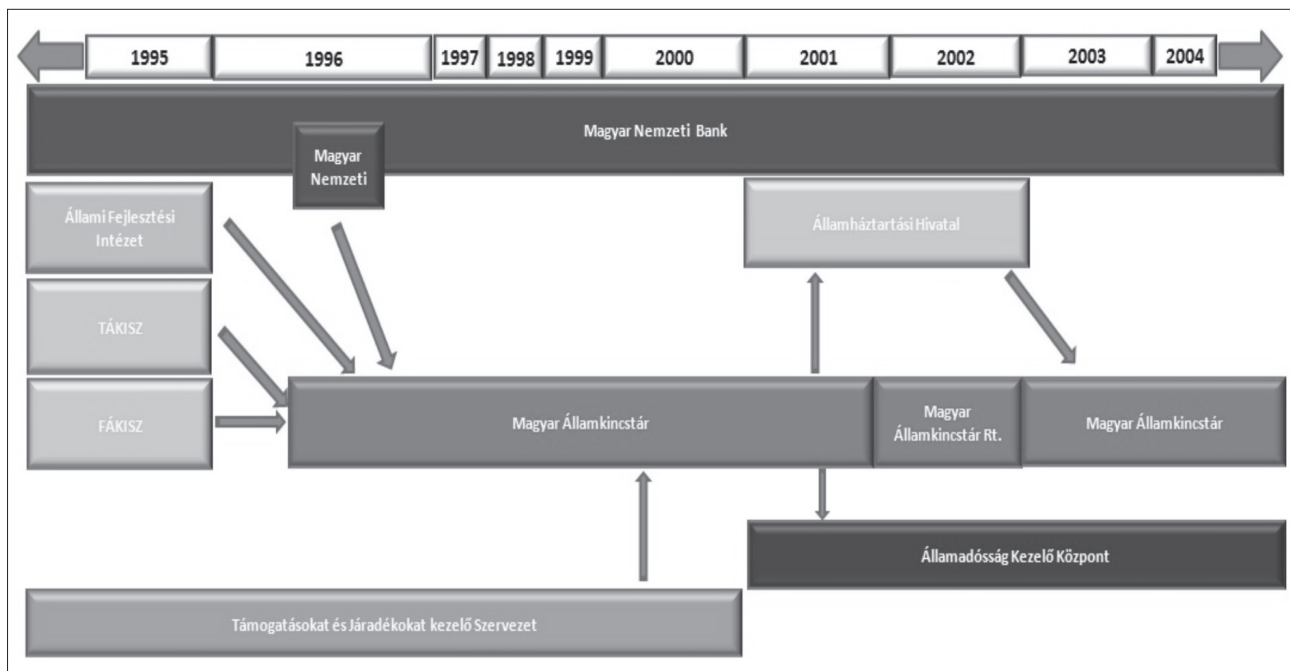 1995 1996 1997 1998 1999 2000 2001 2002 2003 2004
Magyar Nemzeti Bank
Magyar
Nemzeti
Állami Fejlesztési
Intézet
Államháztartási Hivatal
TÁKISZ
FÁKISZ
Magyar Államkincstár
Magyar
Államkincstár Rt.
Magyar Államkincstár
Államadósság Kezelő Központ
Támogatásokat és Járadékokat kezelő Szervezet